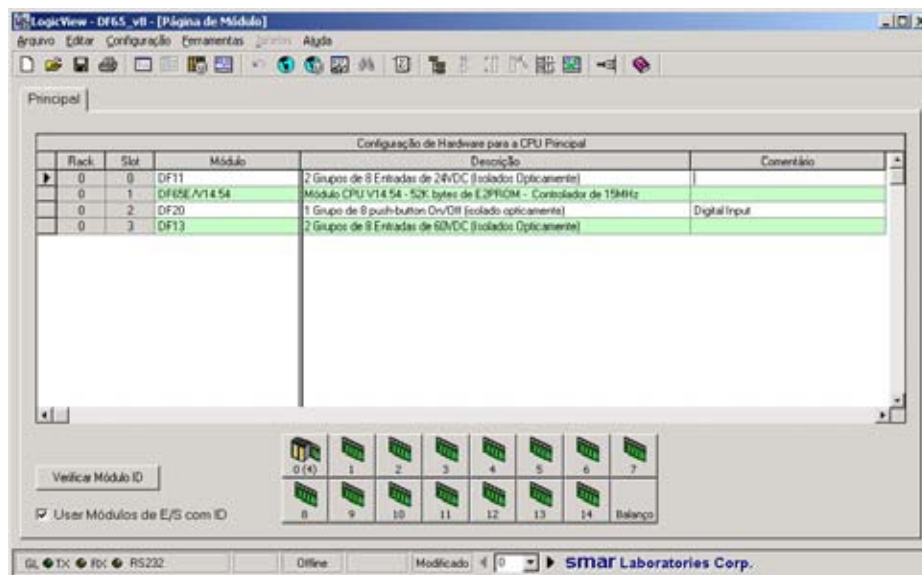 LogicView - DF65_v8 - [Página de Módulo]
Arquivo Editar Configuração Ferramentas Janelas Ajuda
Principal
Configuração de Hardware para a CPU Principal
Rack Slot Módulo Descrição Comentário
0 0 DF11 2 Grupos de 8 Entradas de 24VDC (Isolados Opticamente)
0 1 DF65E/V14.54 Módulo CPU V14.54 - 52K bytes de E2PROM - Controlador de 15MHz
0 2 DF20 1 Grupo de 8 push-button On/Off (isolado opticamente) Digital Input
0 3 DF13 2 Grupos de 8 Entradas de 60VDC (Isolados Opticamente)
0 (4) 1 2 3 4 5 6 7
Verificar Módulo ID
8 9 10 11 12 13 14 Balanço
User Módulos de E/S com ID
GL TX RX RS232 Offline Modificado 0 smar Laboratories Corp.